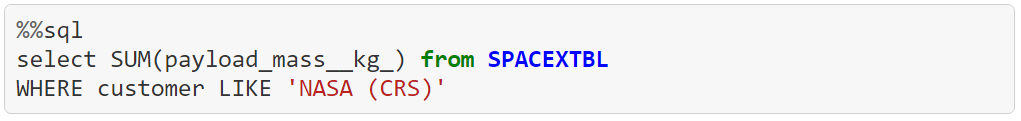 %%sql
select SUM(payload_mass__kg_) from SPACEXTBL
WHERE customer LIKE 'NASA (CRS)'